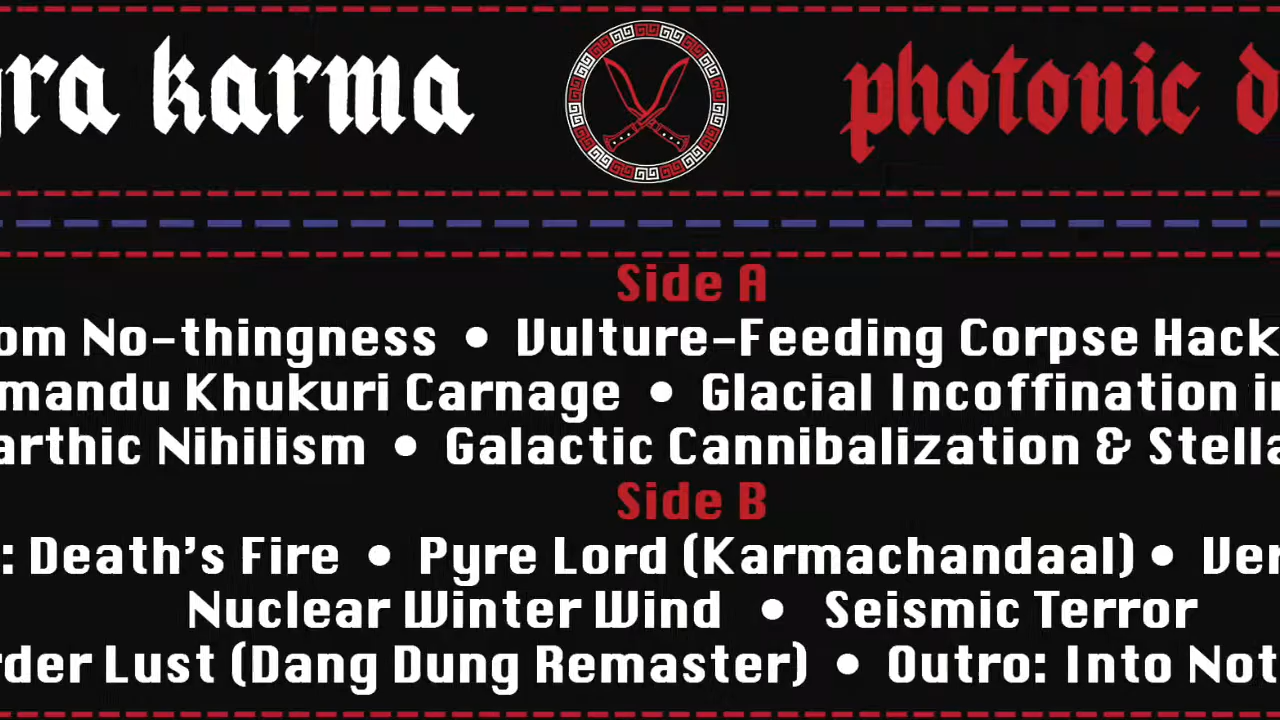 ra karma photonic d
Side A
om No-thingness • Vulture-Feeding Corpse Hack
mandu Khukuri Carnage • Glacial Incoffination i
arthic Nihilism • Galactic Cannibalization & Stella
Side B
: Death's Fire • Pyre Lord (Karmachandaal) • Ver
Nuclear Winter Wind • Seismic Terror
rder Lust (Dang Dung Remaster) • Outro: Into Not